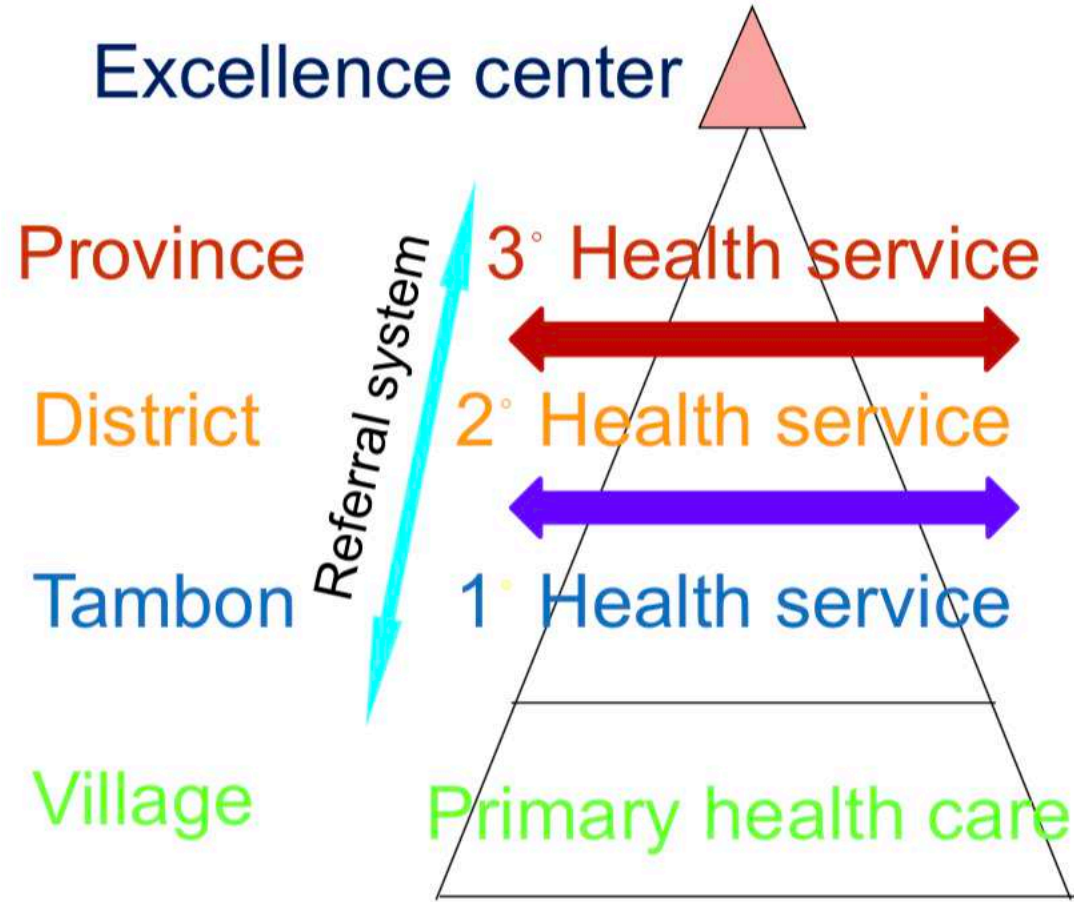 Excellence center
Province 3° Health service
Referral system
District 2° Health service
Tambon 1° Health service
Village Primary health care